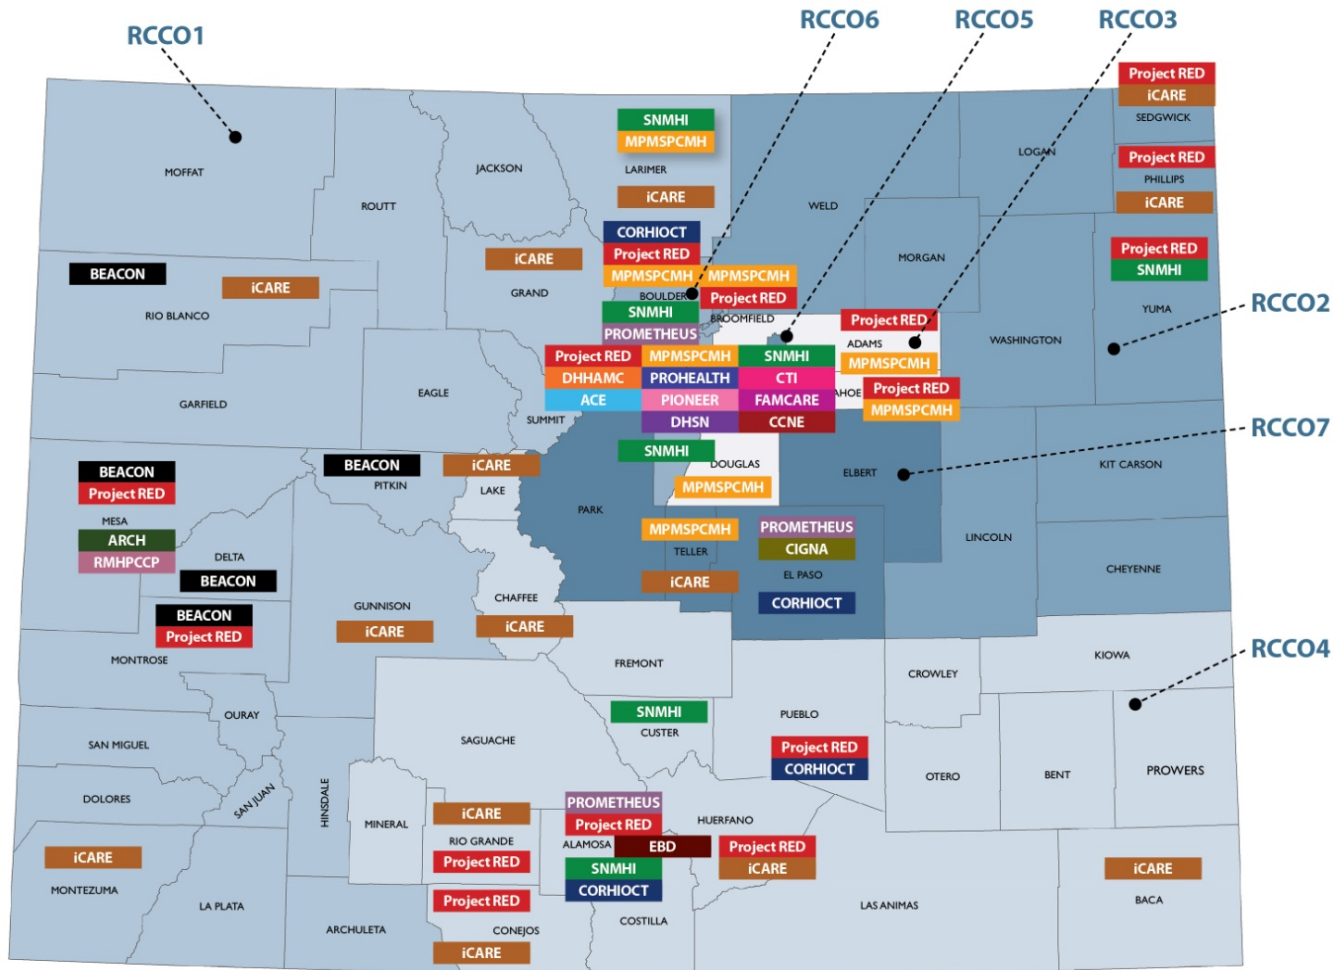 RCCO1
RCCO6
RCCO5
RCCO3
Project RED
iCARE
SEDGWICK
SNMHI
MPMSPCMH
LARIMER
iCARE
JACKSON
MOFFAT
ROUTT
WELD
LOGAN
Project RED
PHILLIPS
iCARE
CORHIOCT
Project RED
MPMSPCMH
BOULDER
SNMHI
PROMETHEUS
MPMSPCMH
Project RED
BROOMFIELD
iCARE
GRAND
BEACON
iCARE
RIO BLANCO
MORGAN
Project RED
SNMHI
YUMA
RCCO2
WASHINGTON
Project RED
ADAMS
MPMSPCMH
Project RED MPMSPCMH SNMHI
DHHAMC PROHEALTH CTI
ACE PIONEER FAMCARE
DHSN CCNE
AHOE
Project RED
MPMSPCMH
GARFIELD
EAGLE
SUMMIT
RCCO7
SNMHI
DOUGLAS
MPMSPCMH
ELBERT
KIT CARSON
BEACON
Project RED
MESA
ARCH
RMHPCCP
BEACON
PITKIN
iCARE
LAKE
PARK
MPMSPCMH
TELLER
iCARE
PROMETHEUS
CIGNA
EL PASO
CORHIOCT
LINCOLN
CHEYENNE
DELTA
BEACON
BEACON
Project RED
MONTROSE
GUNNISON
iCARE
CHAFFEE
iCARE
FREMONT
CROWLEY
KIOWA
RCCO4
OURAY
SAN MIGUEL
SAGUACHE
SNMHI
CUSTER
PUEBLO
Project RED
CORHIOCT
OTERO
BENT
PROWERS
DOLORES
SAN JUAN
HINSDALE
MINERAL
iCARE
RIO GRANDE
Project RED
PROMETHEUS
Project RED
ALAMOSA
EBD
SNMHI
CORHIOCT
HUERFANO
Project RED
iCARE
iCARE
MONTEZUMA
LA PLATA
ARCHULETA
Project RED
CONEJOS
iCARE
COSTILLA
LAS ANIMAS
iCARE
BACA